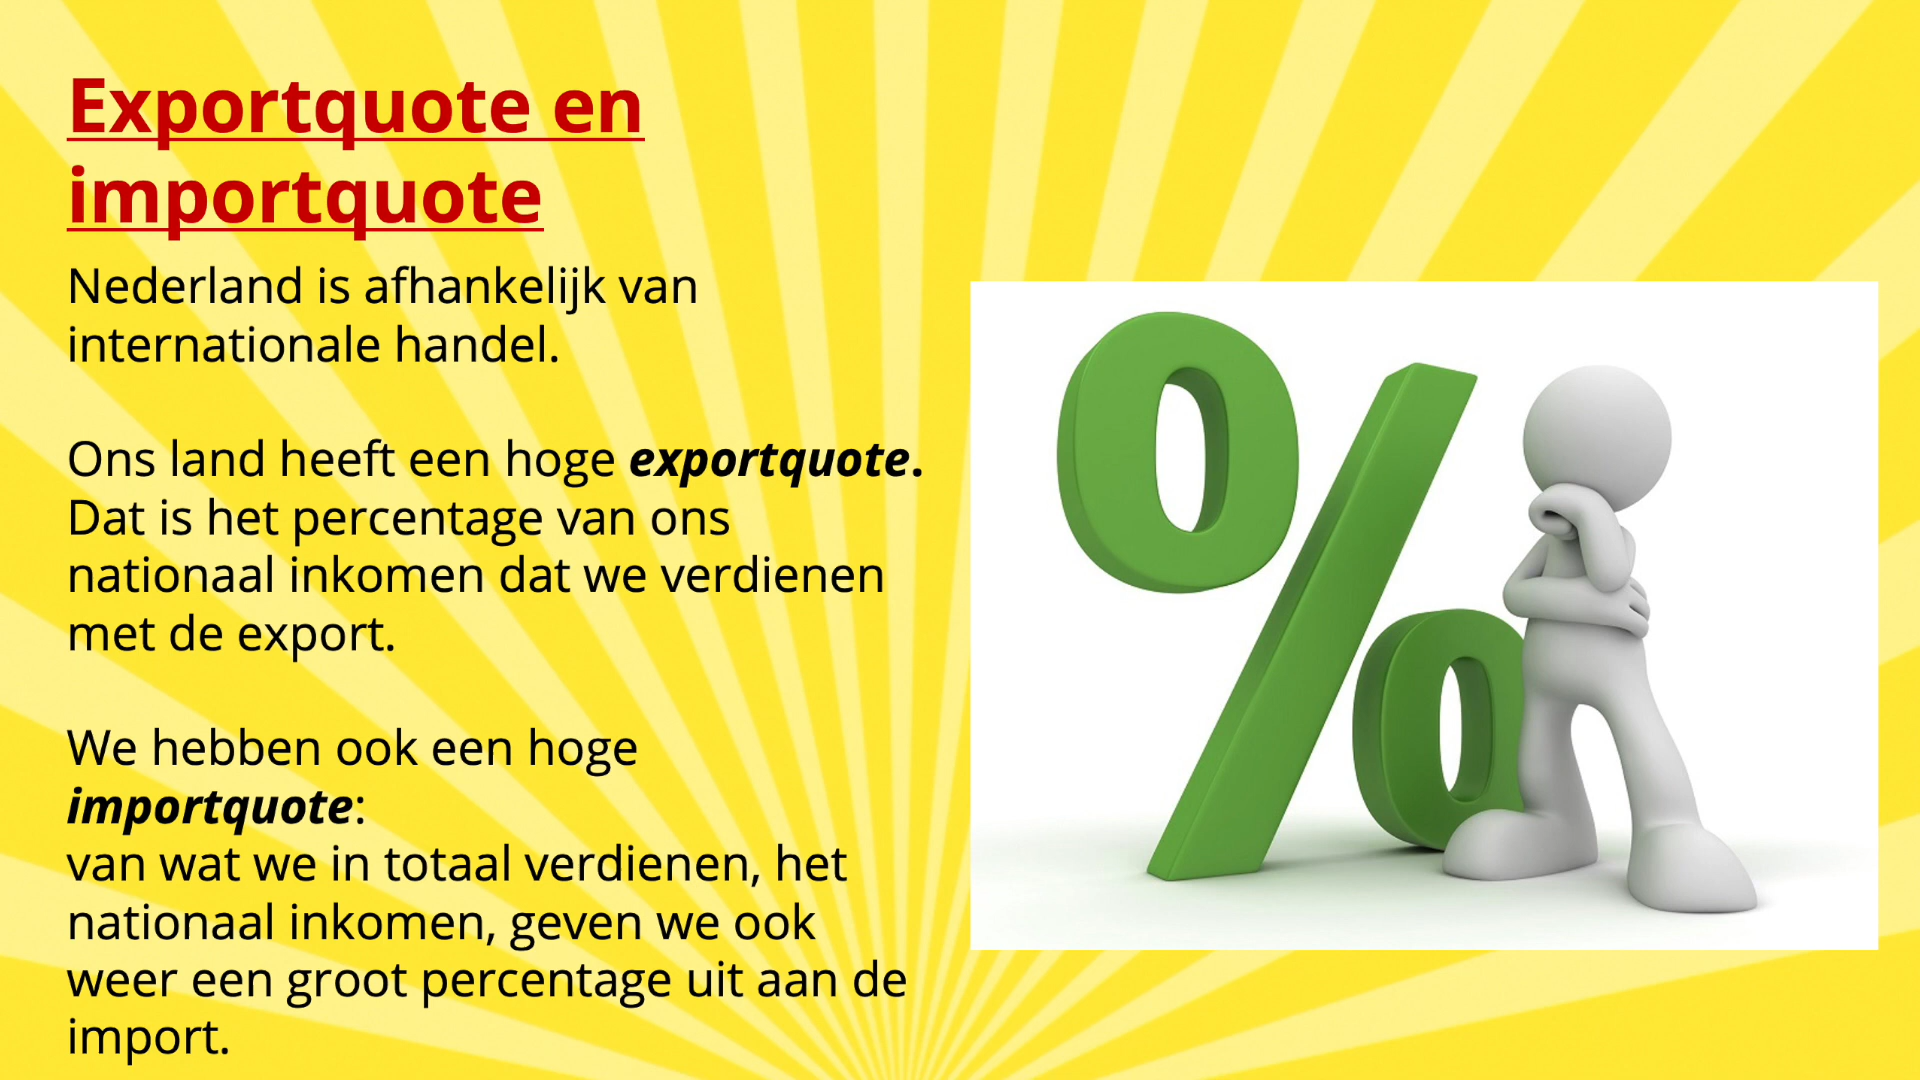 Exportquote en
importquote
Nederland is afhankelijk van
internationale handel.
Ons land heeft een hoge exportquote.
Dat is het percentage van ons
nationaal inkomen dat we verdienen
met de export.
We hebben ook een hoge
importquote:
van wat we in totaal verdienen, het
nationaal inkomen, geven we ook
weer een groot percentage uit aan de
import.
%